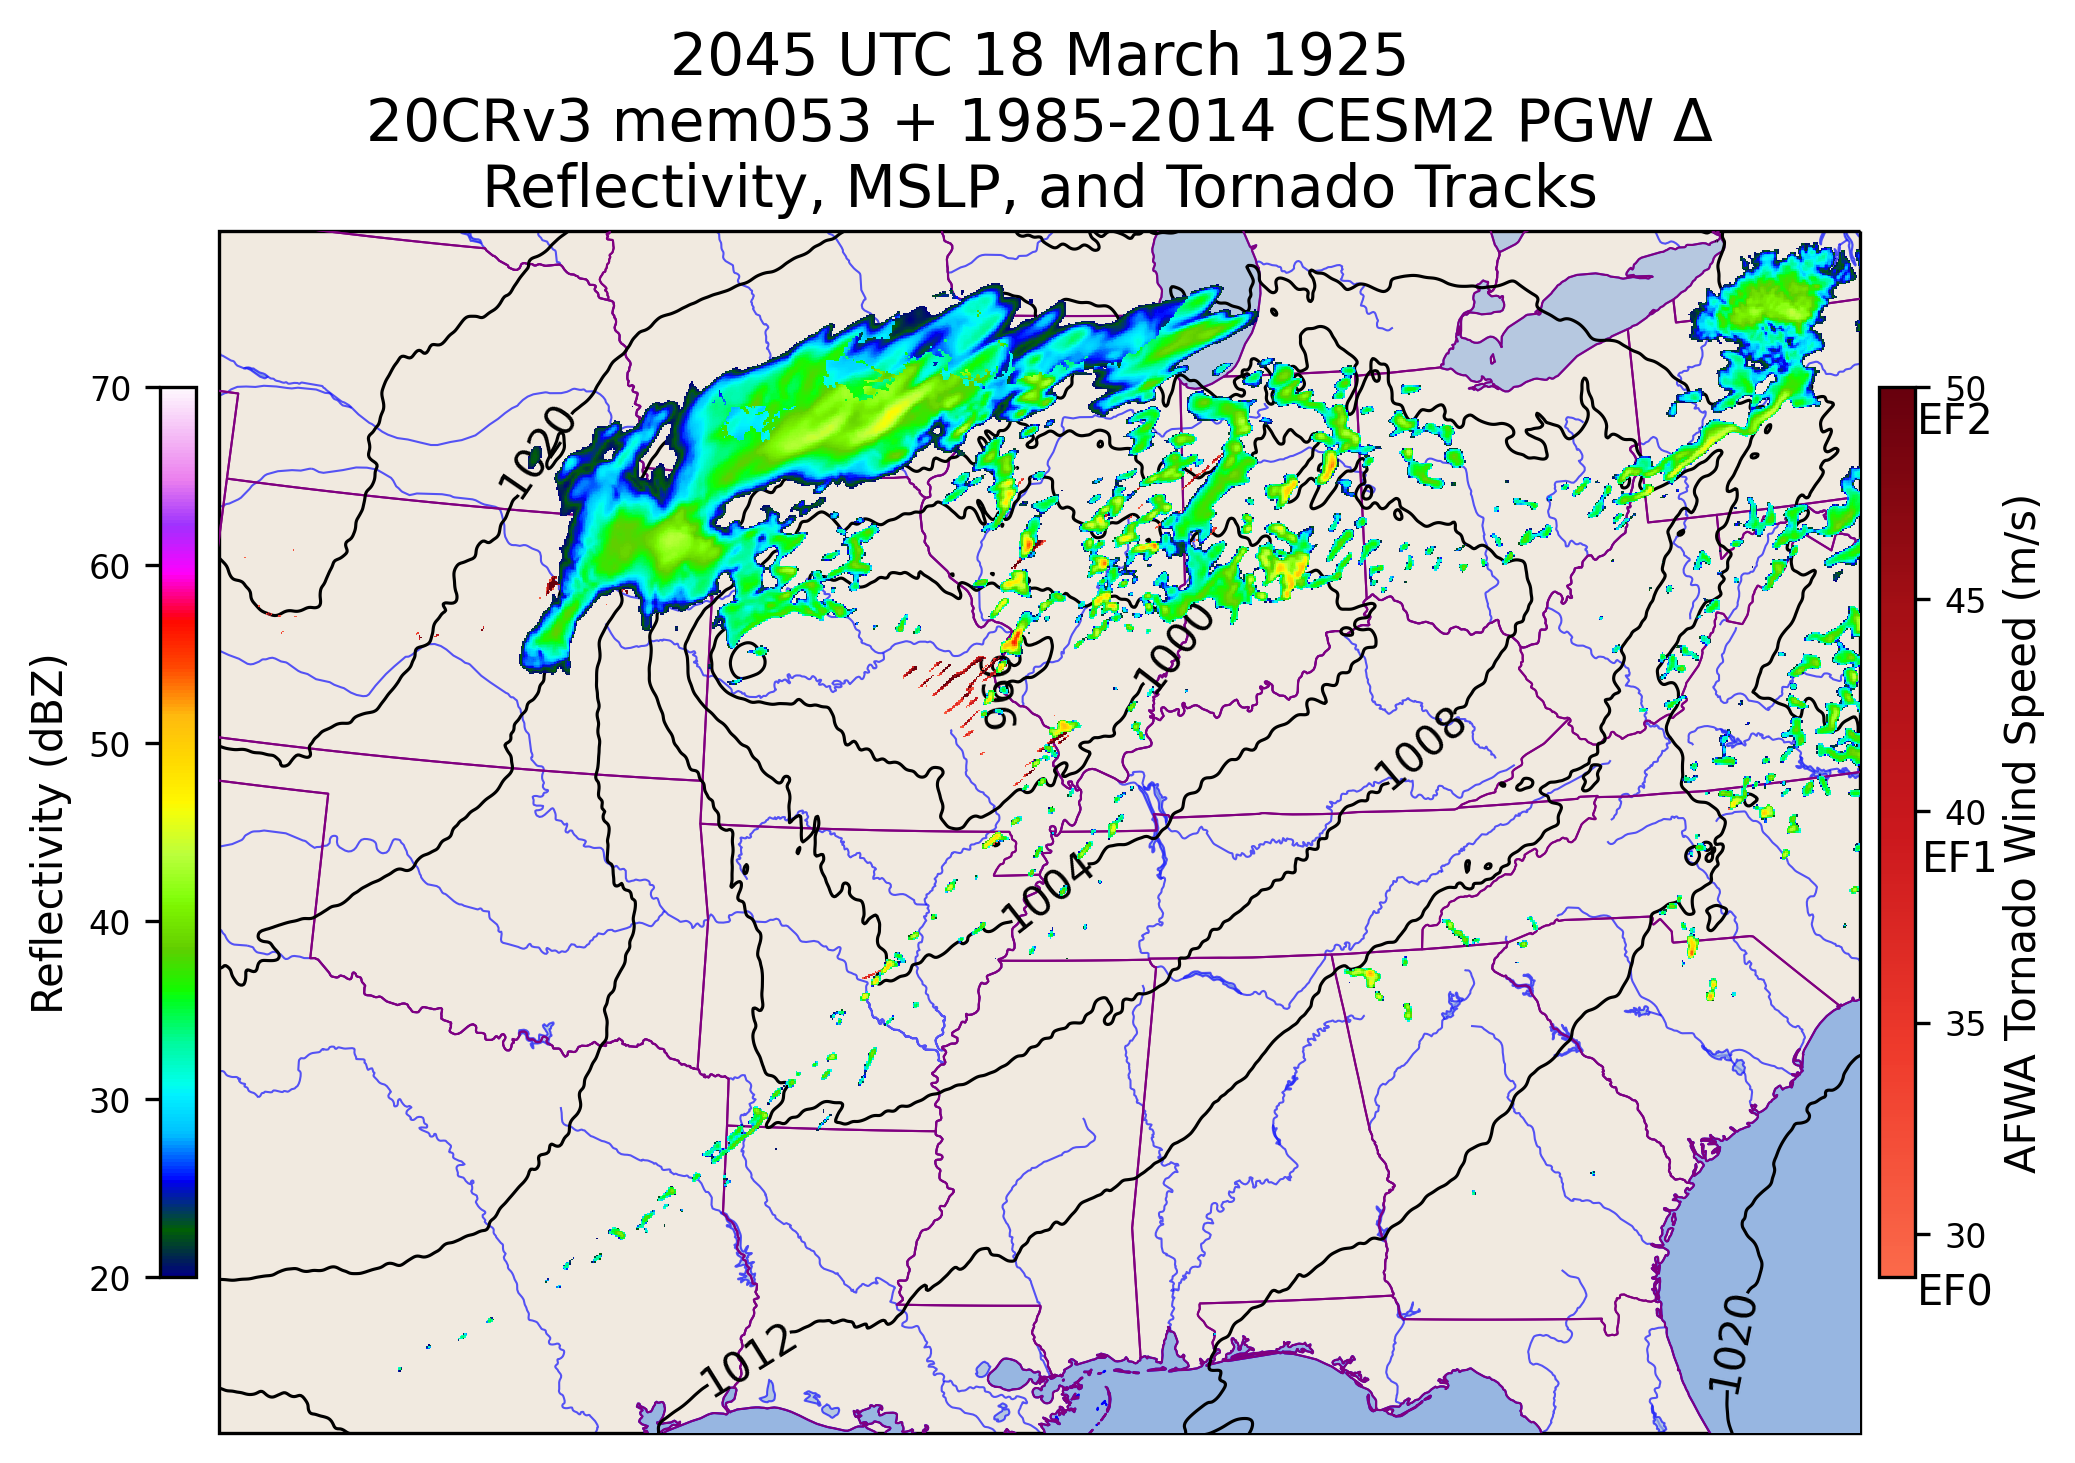 2045 UTC 18 March 1925
20CRv3 mem053 + 1985-2014 CESM2 PGW Δ
Reflectivity, MSLP, and Tornado Tracks
Reflectivity (dBZ)
70
60
50
40
30
20
1020
996
1000
1008
1004
1012
1020
50
EF2
45
40
EF1
35
30
EF0
AFWA Tornado Wind Speed (m/s)